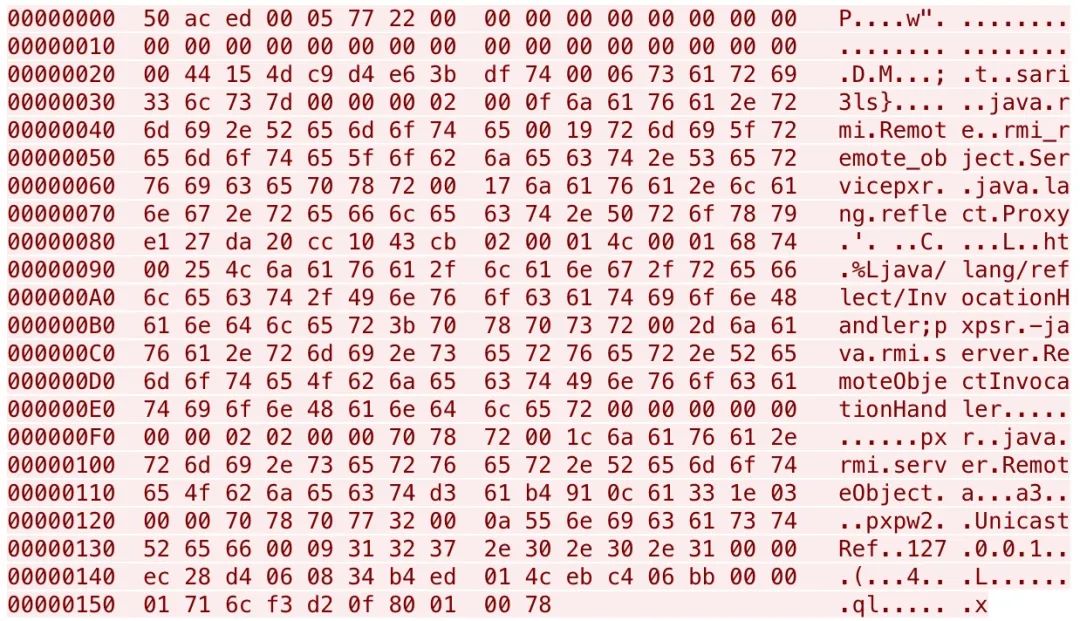 00000000 50 ac ed 00 05 77 22 00 00 00 00 00 00 00 00 00 P....w". ........
00000010 00 00 00 00 00 00 00 00 00 00 00 00 00 00 00 00 ........ ........
00000020 00 44 15 4d c9 d4 e6 3b df 74 00 06 73 61 72 69 .D.M...; .t..sari
00000030 33 6c 73 7d 00 00 00 02 00 0f 6a 61 76 61 2e 72 3ls}.... ..java.r
00000040 6d 69 2e 52 65 6d 6f 74 65 00 19 72 6d 69 5f 72 mi.Remot e..rmi_r
00000050 65 6d 6f 74 65 5f 6f 62 6a 65 63 74 2e 53 65 72 emote_ob ject.Ser
00000060 76 69 63 65 70 78 72 00 17 6a 61 76 61 2e 6c 61 vicepxr. .java.la
00000070 6e 67 2e 72 65 66 6c 65 63 74 2e 50 72 6f 78 79 ng.refle ct.Proxy
00000080 e1 27 da 20 cc 10 43 cb 02 00 01 4c 00 01 68 74 .'. ..C. ...L..ht
00000090 00 25 4c 6a 61 76 61 2f 6c 61 6e 67 2f 72 65 66 .%Ljava/ lang/ref
000000A0 6c 65 63 74 2f 49 6e 76 6f 63 61 74 69 6f 6e 48 lect/Inv ocationH
000000B0 61 6e 64 6c 65 72 3b 70 78 70 73 72 00 2d 6a 61 andler;p xpsr.-ja
000000C0 76 61 2e 72 6d 69 2e 73 65 72 76 65 72 2e 52 65 va.rmi.s erver.Re
000000D0 6d 6f 74 65 4f 62 6a 65 63 74 49 6e 76 6f 63 61 moteObje ctInvoca
000000E0 74 69 6f 6e 48 61 6e 64 6c 65 72 00 00 00 00 00 tionHand ler.....
000000F0 00 00 02 02 00 00 70 78 72 00 1c 6a 61 76 61 2e ......px r..java.
00000100 72 6d 69 2e 73 65 72 76 65 72 2e 52 65 6d 6f 74 rmi.serv er.Remot
00000110 65 4f 62 6a 65 63 74 d3 61 b4 91 0c 61 33 1e 03 eObject. a...a3..
00000120 00 00 70 78 70 77 32 00 0a 55 6e 69 63 61 73 74 ..pxpw2. .Unicast
00000130 52 65 66 00 09 31 32 37 2e 30 2e 30 2e 31 00 00 Ref..127 .0.0.1..
00000140 ec 28 d4 06 08 34 b4 ed 01 4c eb c4 06 bb 00 00 .(...4.. .L......
00000150 01 71 6c f3 d2 0f 80 01 00 78 .ql..... .x